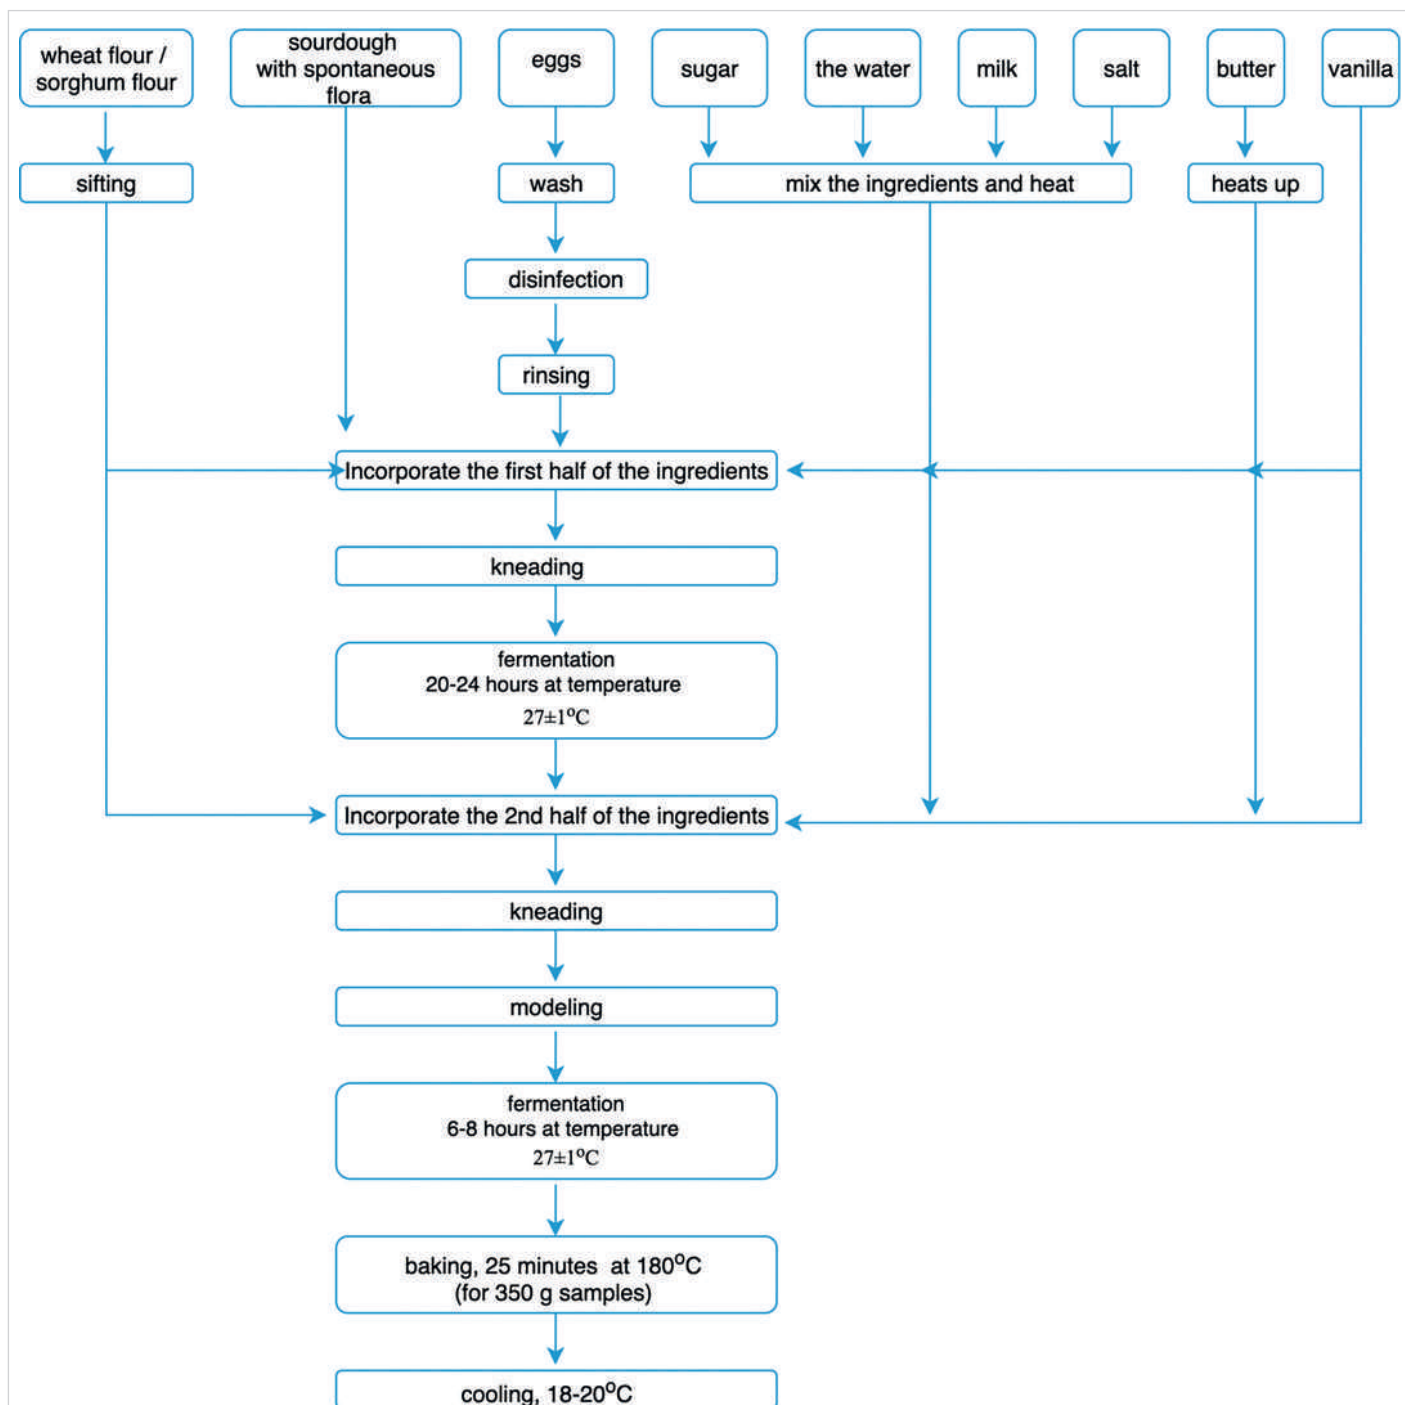 wheat flour /
sorghum flour
sourdough
with spontaneous
flora
eggs
sugar
the water
milk
salt
butter
vanilla
sifting
wash
mix the ingredients and heat
heats up
disinfection
rinsing
Incorporate the first half of the ingredients
kneading
fermentation
20-24 hours at temperature
27±1°C
Incorporate the 2nd half of the ingredients
kneading
modeling
fermentation
6-8 hours at temperature
27±1°C
baking, 25 minutes at 180°C
(for 350 g samples)
cooling, 18-20°C